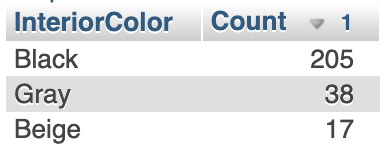 InteriorColor Count 1
Black 205
Gray 38
Beige 17